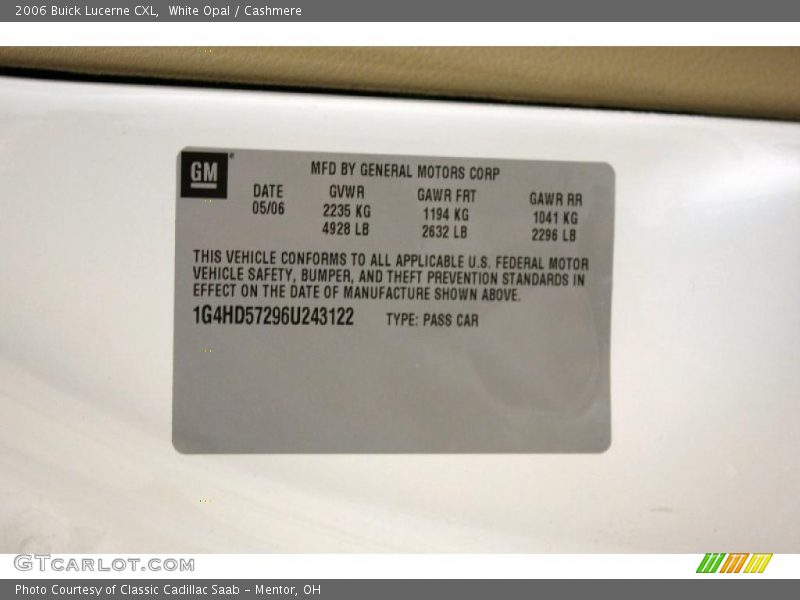 2006 Buick Lucerne CXL, White Opal / Cashmere
GM
MFD BY GENERAL MOTORS CORP
DATE GVWR GAWR FRT GAWR RR
05/06 2235 KG 1194 KG 1041 KG
4928 LB 2632 LB 2296 LB
THIS VEHICLE CONFORMS TO ALL APPLICABLE U.S. FEDERAL MOTOR
VEHICLE SAFETY, BUMPER, AND THEFT PREVENTION STANDARDS IN
EFFECT ON THE DATE OF MANUFACTURE SHOWN ABOVE.
1G4HD57296U243122 TYPE: PASS CAR
GTCARLOT.COM
Photo Courtesy of Classic Cadillac Saab - Mentor, OH